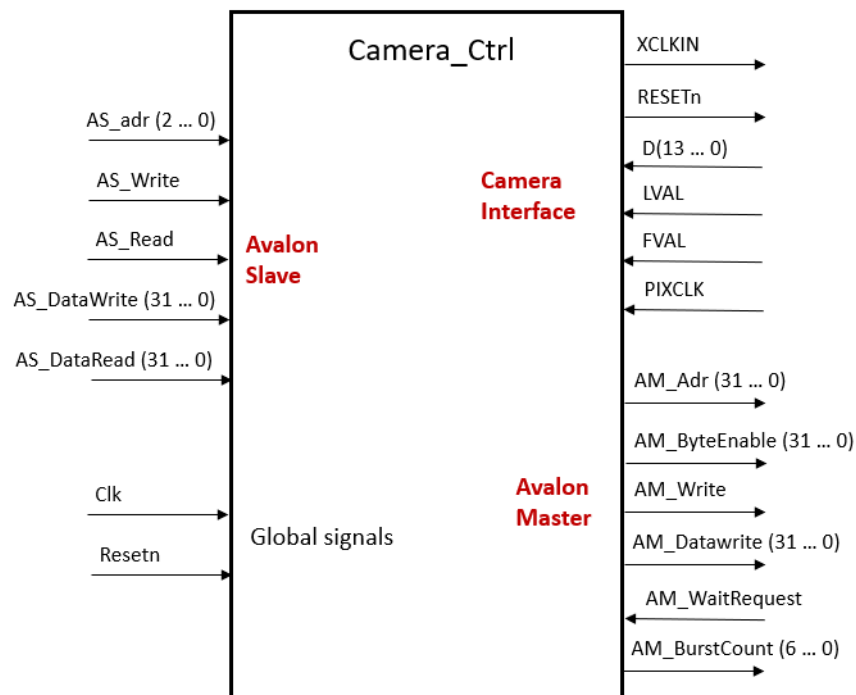 Camera_Ctrl
AS_adr (2 ... 0)
AS_Write
AS_Read
AS_DataWrite (31 ... 0)
AS_DataRead (31 ... 0)
Avalon
Slave
Clk
Resetn
Global signals
XCLKIN
RESETn
D(13 ... 0)
LVAL
FVAL
PIXCLK
Camera
Interface
AM_Adr (31 ... 0)
AM_ByteEnable (31 ... 0)
AM_Write
AM_Datawrite (31 ... 0)
AM_WaitRequest
AM_BurstCount (6 ... 0)
Avalon
Master